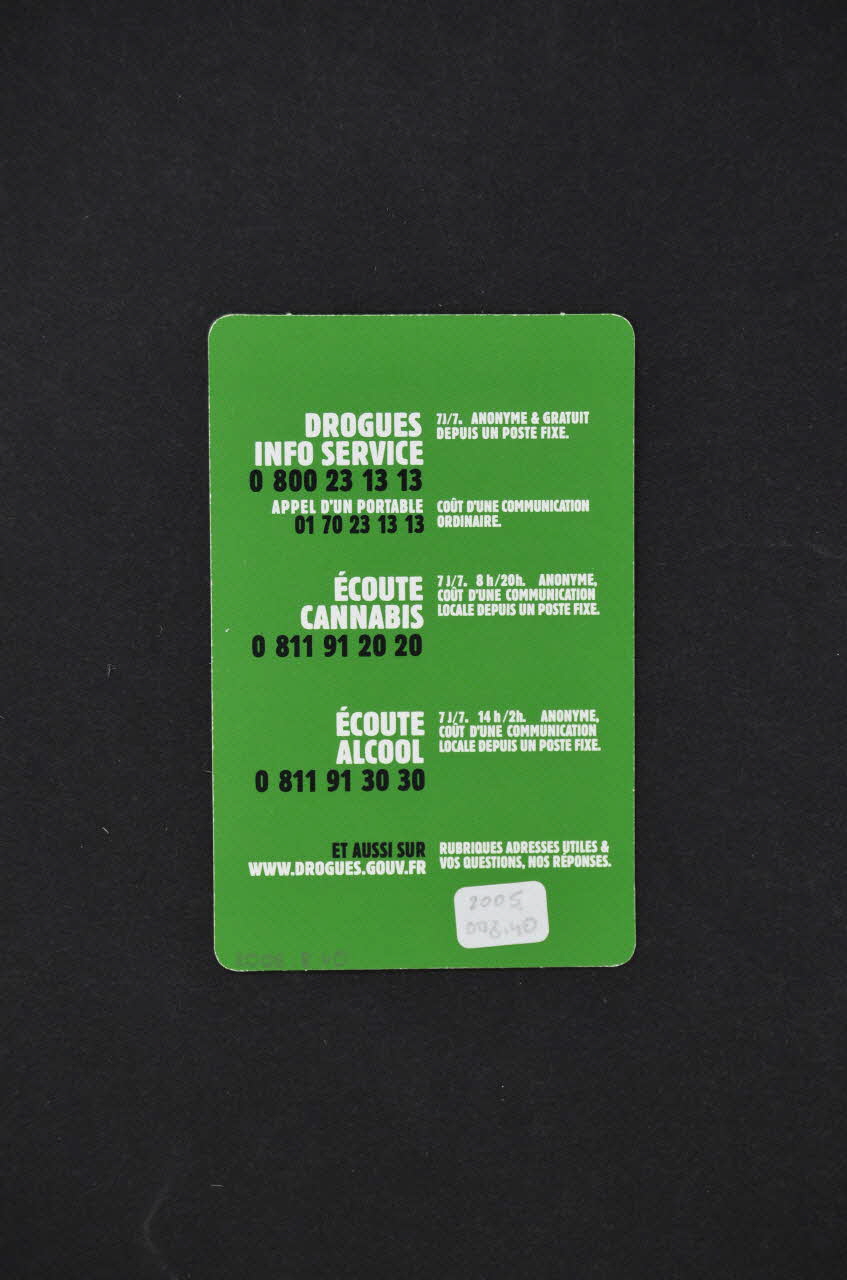 DROGUES
INFO SERVICE
0 800 23 13 13
7J/7. ANONYME & GRATUIT
DEPUIS UN POSTE FIXE.
APPEL D'UN PORTABLE
01 70 23 13 13
COÛT D'UNE COMMUNICATION
ORDINAIRE.
ÉCOUTE
CANNABIS
0 811 91 20 20
7 J/7. 8 h/20h. ANONYME,
COÛT D'UNE COMMUNICATION
LOCALE DEPUIS UN POSTE FIXE.
ÉCOUTE
ALCOOL
0 811 91 30 30
7 J/7. 14 h/2h. ANONYME,
COÛT D'UNE COMMUNICATION
LOCALE DEPUIS UN POSTE FIXE.
ET AUSSI SUR
WWW.DROGUES.GOUV.FR
RUBRIQUES ADRESSES UTILES &
VOS QUESTIONS, NOS RÉPONSES.
2005